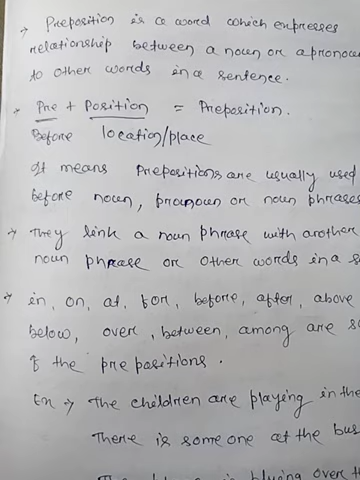 → Preposition is a word which expresses
relationship between a noun or a pronoun
to other words in a sentence.
* Pre + Position = Preposition.
Before location/place
It means Prepositions are usually used
before noun, pronoun or noun phrases
→ They link a noun phrase with another
noun phrase or other words in a
→ in, on, at, for, before, after, above
below, over, between, among are
of the prepositions.
Ex → The children are playing in the
There is someone at the bus
over